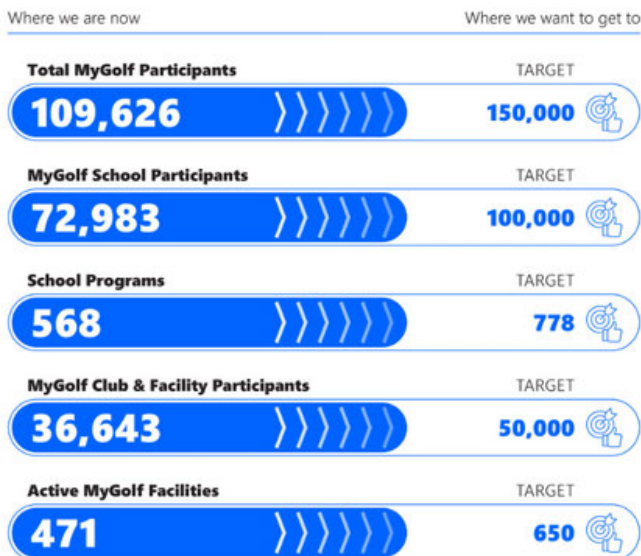 Where we are now Where we want to get to
Total MyGolf Participants TARGET
109,626 150,000
MyGolf School Participants TARGET
72,983 100,000
School Programs TARGET
568 778
MyGolf Club & Facility Participants TARGET
36,643 50,000
Active MyGolf Facilities TARGET
471 650